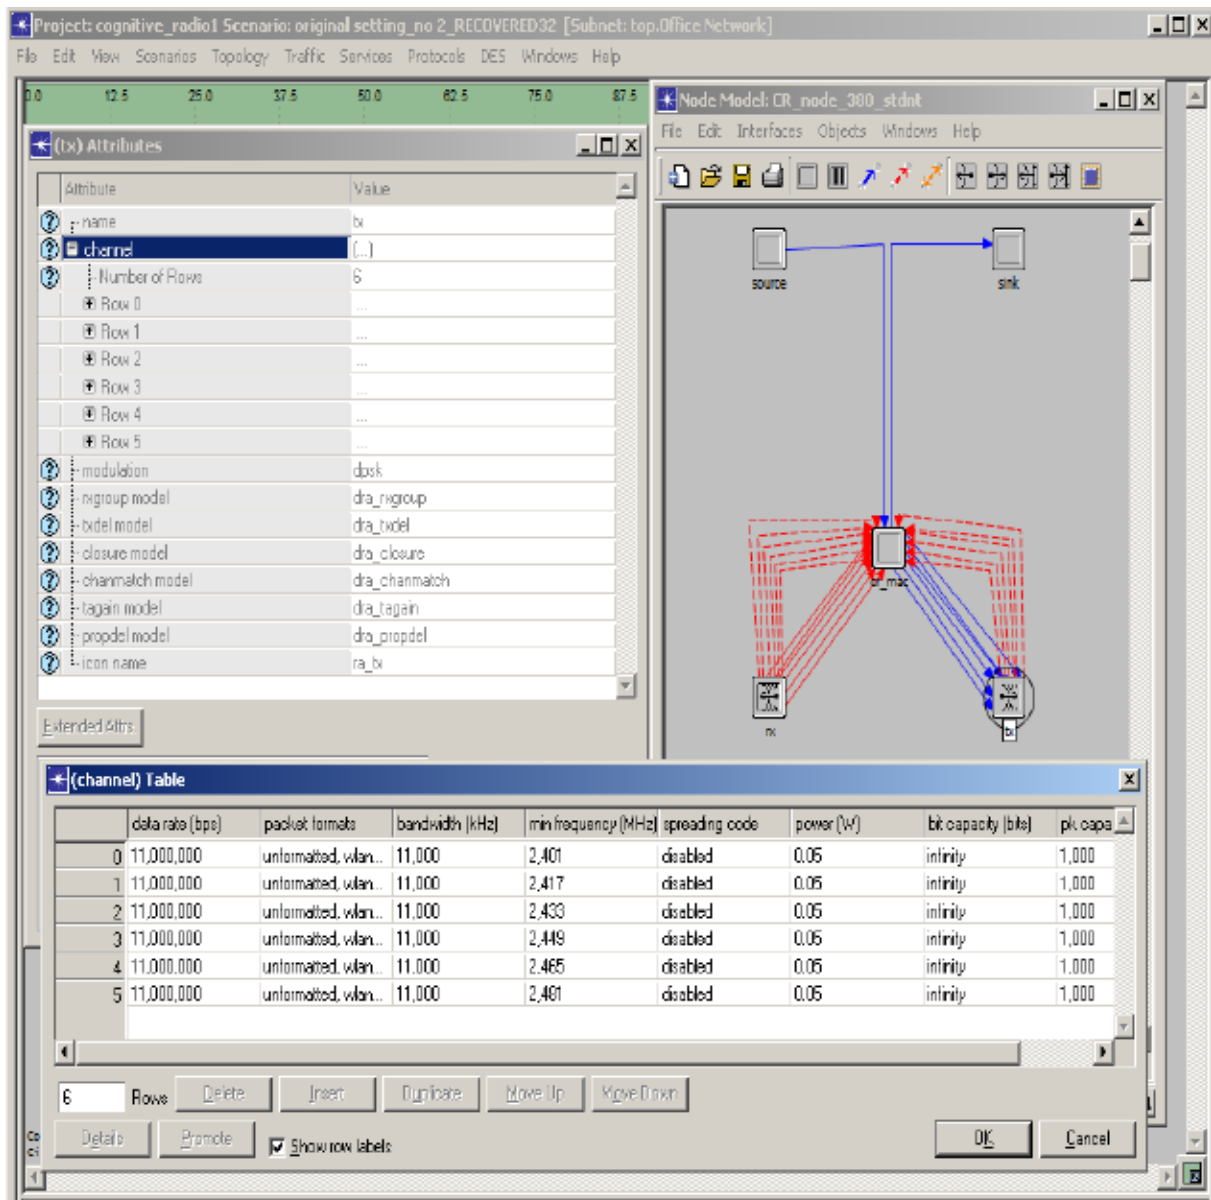 Project: cognitive_radio1 Scenario: original setting_no 2_RECOVERED32 [Subnet: top.Office Network]
File Edit View Scenarios Topology Traffic Services Protocols DES Windows Help
0.0 12.5 25.0 37.5 50.0 62.5 75.0 87.5
Node Model: CR_node_380_stdnt
File Edit Interfaces Objects Windows Help
(tx) Attributes
Attribute Value
name tx
channel (...)
Number of Rows 6
Row 0 ...
Row 1 ...
Row 2 ...
Row 3 ...
Row 4 ...
Row 5 ...
modulation dpsk
rxgroup model dra_rxgroup
txdel model dra_txdel
closure model dra_closure
chanmatch model dra_chanmatch
tagain model dra_tagain
propdel model dra_propdel
icon name ra_tx
Extended Attrs.
source sink
cr_mac
rx tx
(channel) Table
data rate (bps) packet formats bandwidth (kHz) min frequency (MHz) spreading code power (W) bit capacity (bits) pk capa
0 11,000,000 unformatted, wlan... 11,000 2,401 disabled 0.05 infinity 1,000
1 11,000,000 unformatted, wlan... 11,000 2,417 disabled 0.05 infinity 1,000
2 11,000,000 unformatted, wlan... 11,000 2,433 disabled 0.05 infinity 1,000
3 11,000,000 unformatted, wlan... 11,000 2,449 disabled 0.05 infinity 1,000
4 11,000,000 unformatted, wlan... 11,000 2,465 disabled 0.05 infinity 1,000
5 11,000,000 unformatted, wlan... 11,000 2,481 disabled 0.05 infinity 1,000
6 Rows Delete Insert Duplicate Move Up Move Down
Details Promote Show row labels OK Cancel